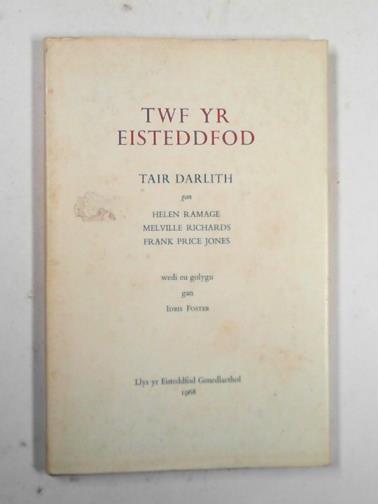 TWF YR
EISTEDDFOD
TAIR DARLITH
gan
HELEN RAMAGE
MELVILLE RICHARDS
FRANK PRICE JONES
wedi eu golygu
gan
IDRIS FOSTER
Llys yr Eisteddfod Genedlaethol
1968